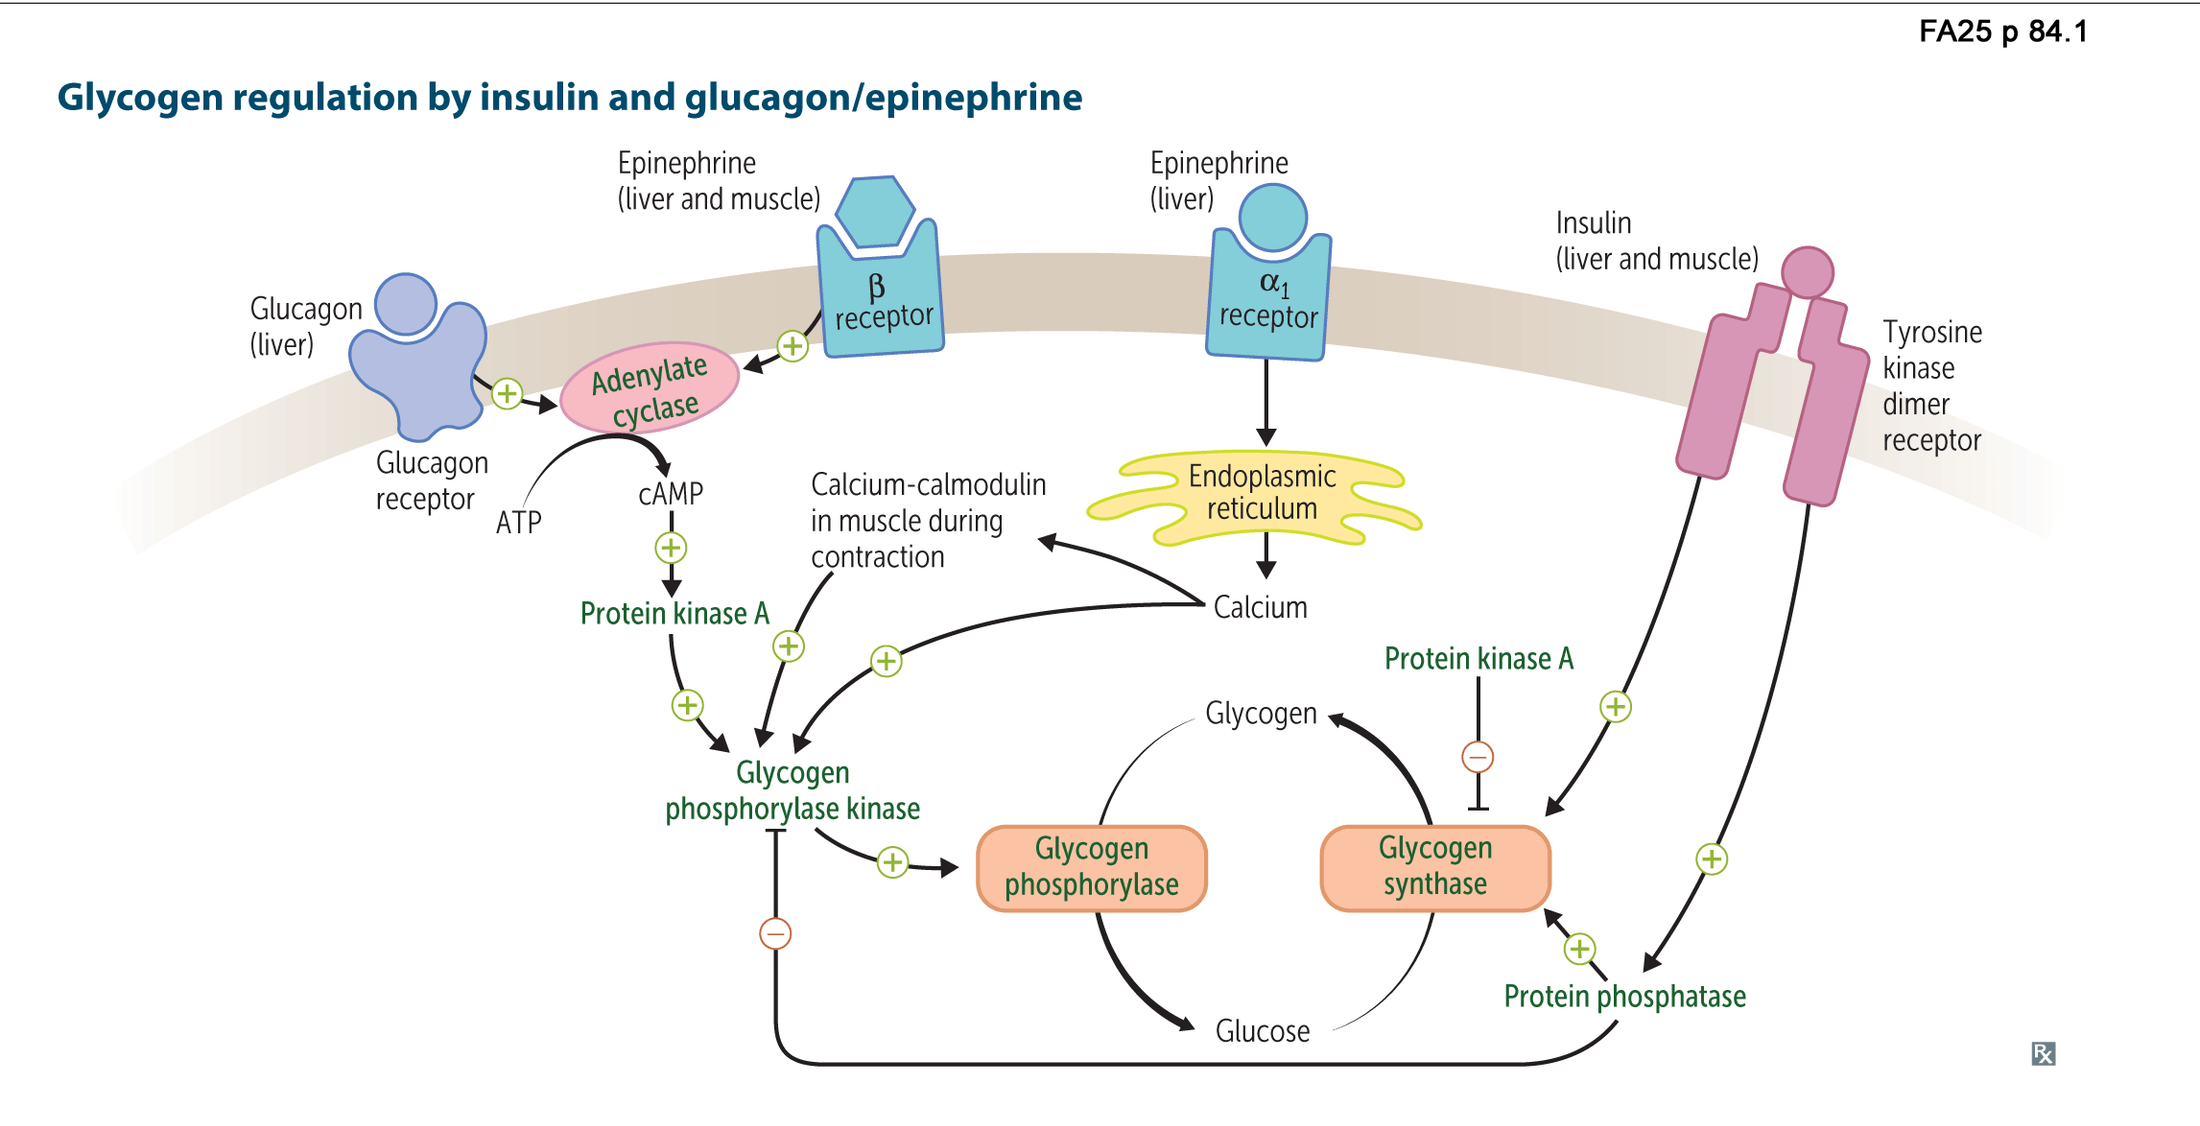 FA25 p 84.1
Glycogen regulation by insulin and glucagon/epinephrine
Epinephrine
(liver and muscle)
Epinephrine
(liver)
Insulin
(liver and muscle)
Glucagon
(liver)
β
receptor
α1
receptor
Tyrosine
kinase
dimer
receptor
+
+
Adenylate
cyclase
Glucagon
receptor
ATP
cAMP
Calcium-calmodulin
in muscle during
contraction
Endoplasmic
reticulum
+
Protein kinase A
Calcium
+
+
+
Protein kinase A
+
Glycogen
−
Glycogen
phosphorylase kinase
+
Glycogen
phosphorylase
Glycogen
synthase
+
−
+
Protein phosphatase
Glucose
Rx